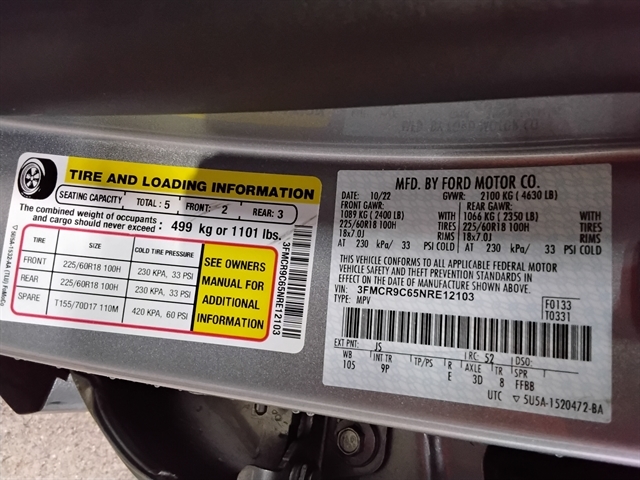 TIRE AND LOADING INFORMATION
SEATING CAPACITY TOTAL : 5 FRONT: 2 REAR: 3
The combined weight of occupants and cargo should never exceed : 499 kg or 1101 lbs.
TIRE SIZE COLD TIRE PRESSURE
FRONT 225/60R18 100H 230 KPA, 33 PSI
REAR 225/60R18 100H 230 KPA, 33 PSI
SPARE T155/70D17 110M 420 KPA, 60 PSI
SEE OWNERS
MANUAL FOR
ADDITIONAL
INFORMATION
3FMCR9C65NRE12103
MFD. BY FORD MOTOR CO.
DATE: 10/22 GVWR: 2100 KG ( 4630 LB)
FRONT GAWR: REAR GAWR:
1089 KG ( 2400 LB) WITH 1066 KG ( 2350 LB) WITH
225/60R18 100H TIRES 225/60R18 100H TIRES
18x7.0J RIMS 18x7.0J RIMS
AT 230 kPa/ 33 PSI COLD AT 230 kPa/ 33 PSI COLD
THIS VEHICLE CONFORMS TO ALL APPLICABLE FEDERAL MOTOR
VEHICLE SAFETY AND THEFT PREVENTION STANDARDS IN
EFFECT ON THE DATE OF MANUFACTURE SHOWN ABOVE.
VIN: 3FMCR9C65NRE12103
TYPE: MPV
F0133
T0331
EXT PNT: JS RC: 52 DSO:
WB INT TR TP/PS R AXLE TR SPR
105 9P E 3D 8 FFBB
UTC ▽ 5U5A-1520472-BA